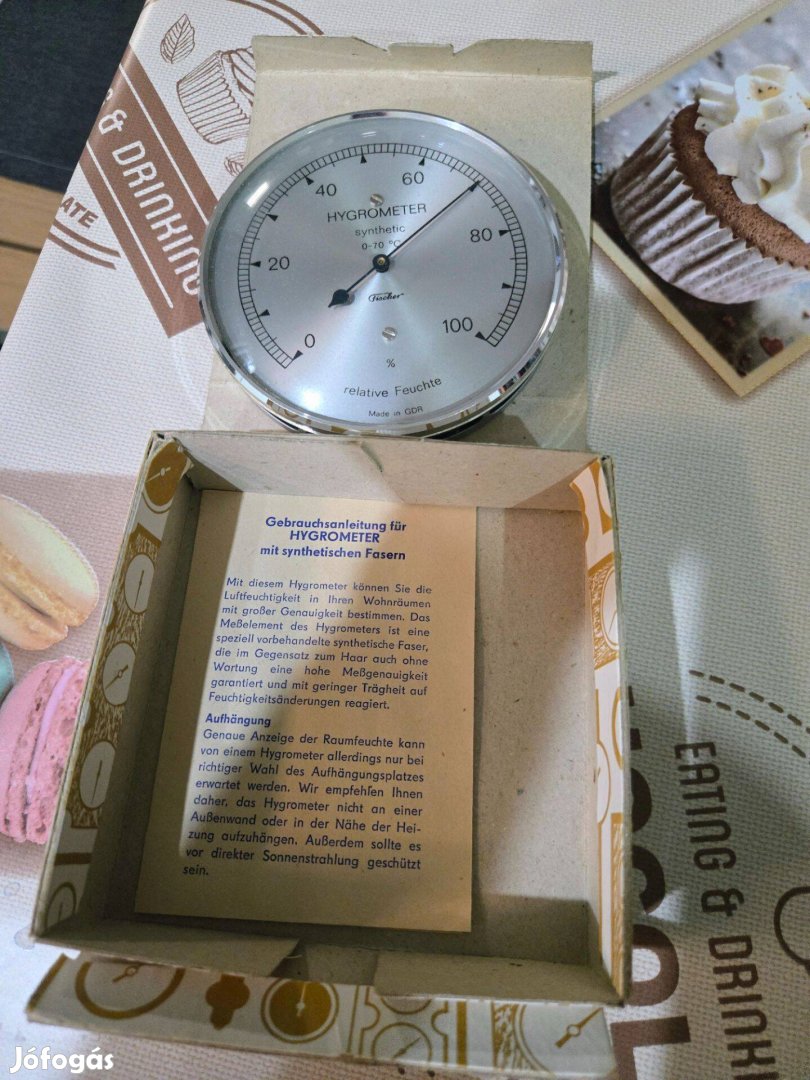 & DRINKING
ATE
40
60
HYGROMETER
synthetic
0-70 °C
20
80
Fischer
0
100
%
relative Feuchte
Made in GDR
Gebrauchsanleitung für
HYGROMETER
mit synthetischen Fasern
Mit diesem Hygrometer können Sie die
Luftfeuchtigkeit in Ihren Wohnräumen
mit großer Genauigkeit bestimmen. Das
Meßelement des Hygrometers ist eine
speziell vorbehandelte synthetische Faser,
die im Gegensatz zum Haar auch ohne
Wartung eine hohe Meßgenauigkeit
garantiert und mit geringer Trägheit auf
Feuchtigkeitsänderungen reagiert.
Aufhängung
Genaue Anzeige der Raumfeuchte kann
von einem Hygrometer allerdings nur bei
richtiger Wahl des Aufhängungsplatzes
erwartet werden. Wir empfehlen Ihnen
daher, das Hygrometer nicht an einer
Außenwand oder in der Nähe der Hei-
zung aufzuhängen. Außerdem sollte es
vor direkter Sonnenstrahlung geschützt
sein.
EATING & DRINKIN
Jófogás